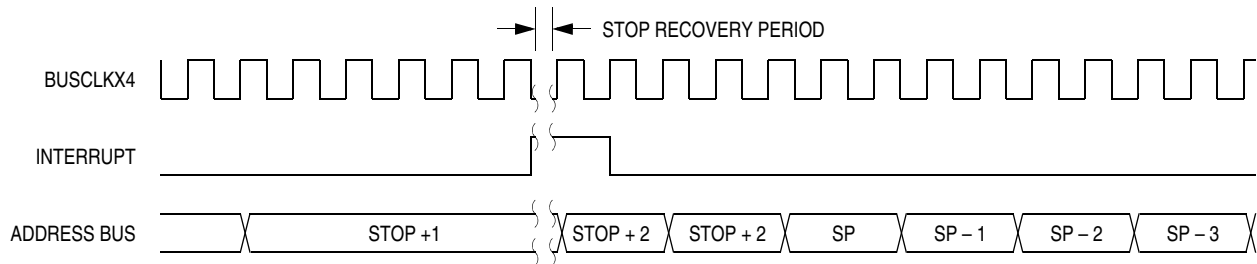 STOP RECOVERY PERIOD
BUSCLKX4
INTERRUPT
ADDRESS BUS STOP +1 STOP + 2 STOP + 2 SP SP – 1 SP – 2 SP – 3